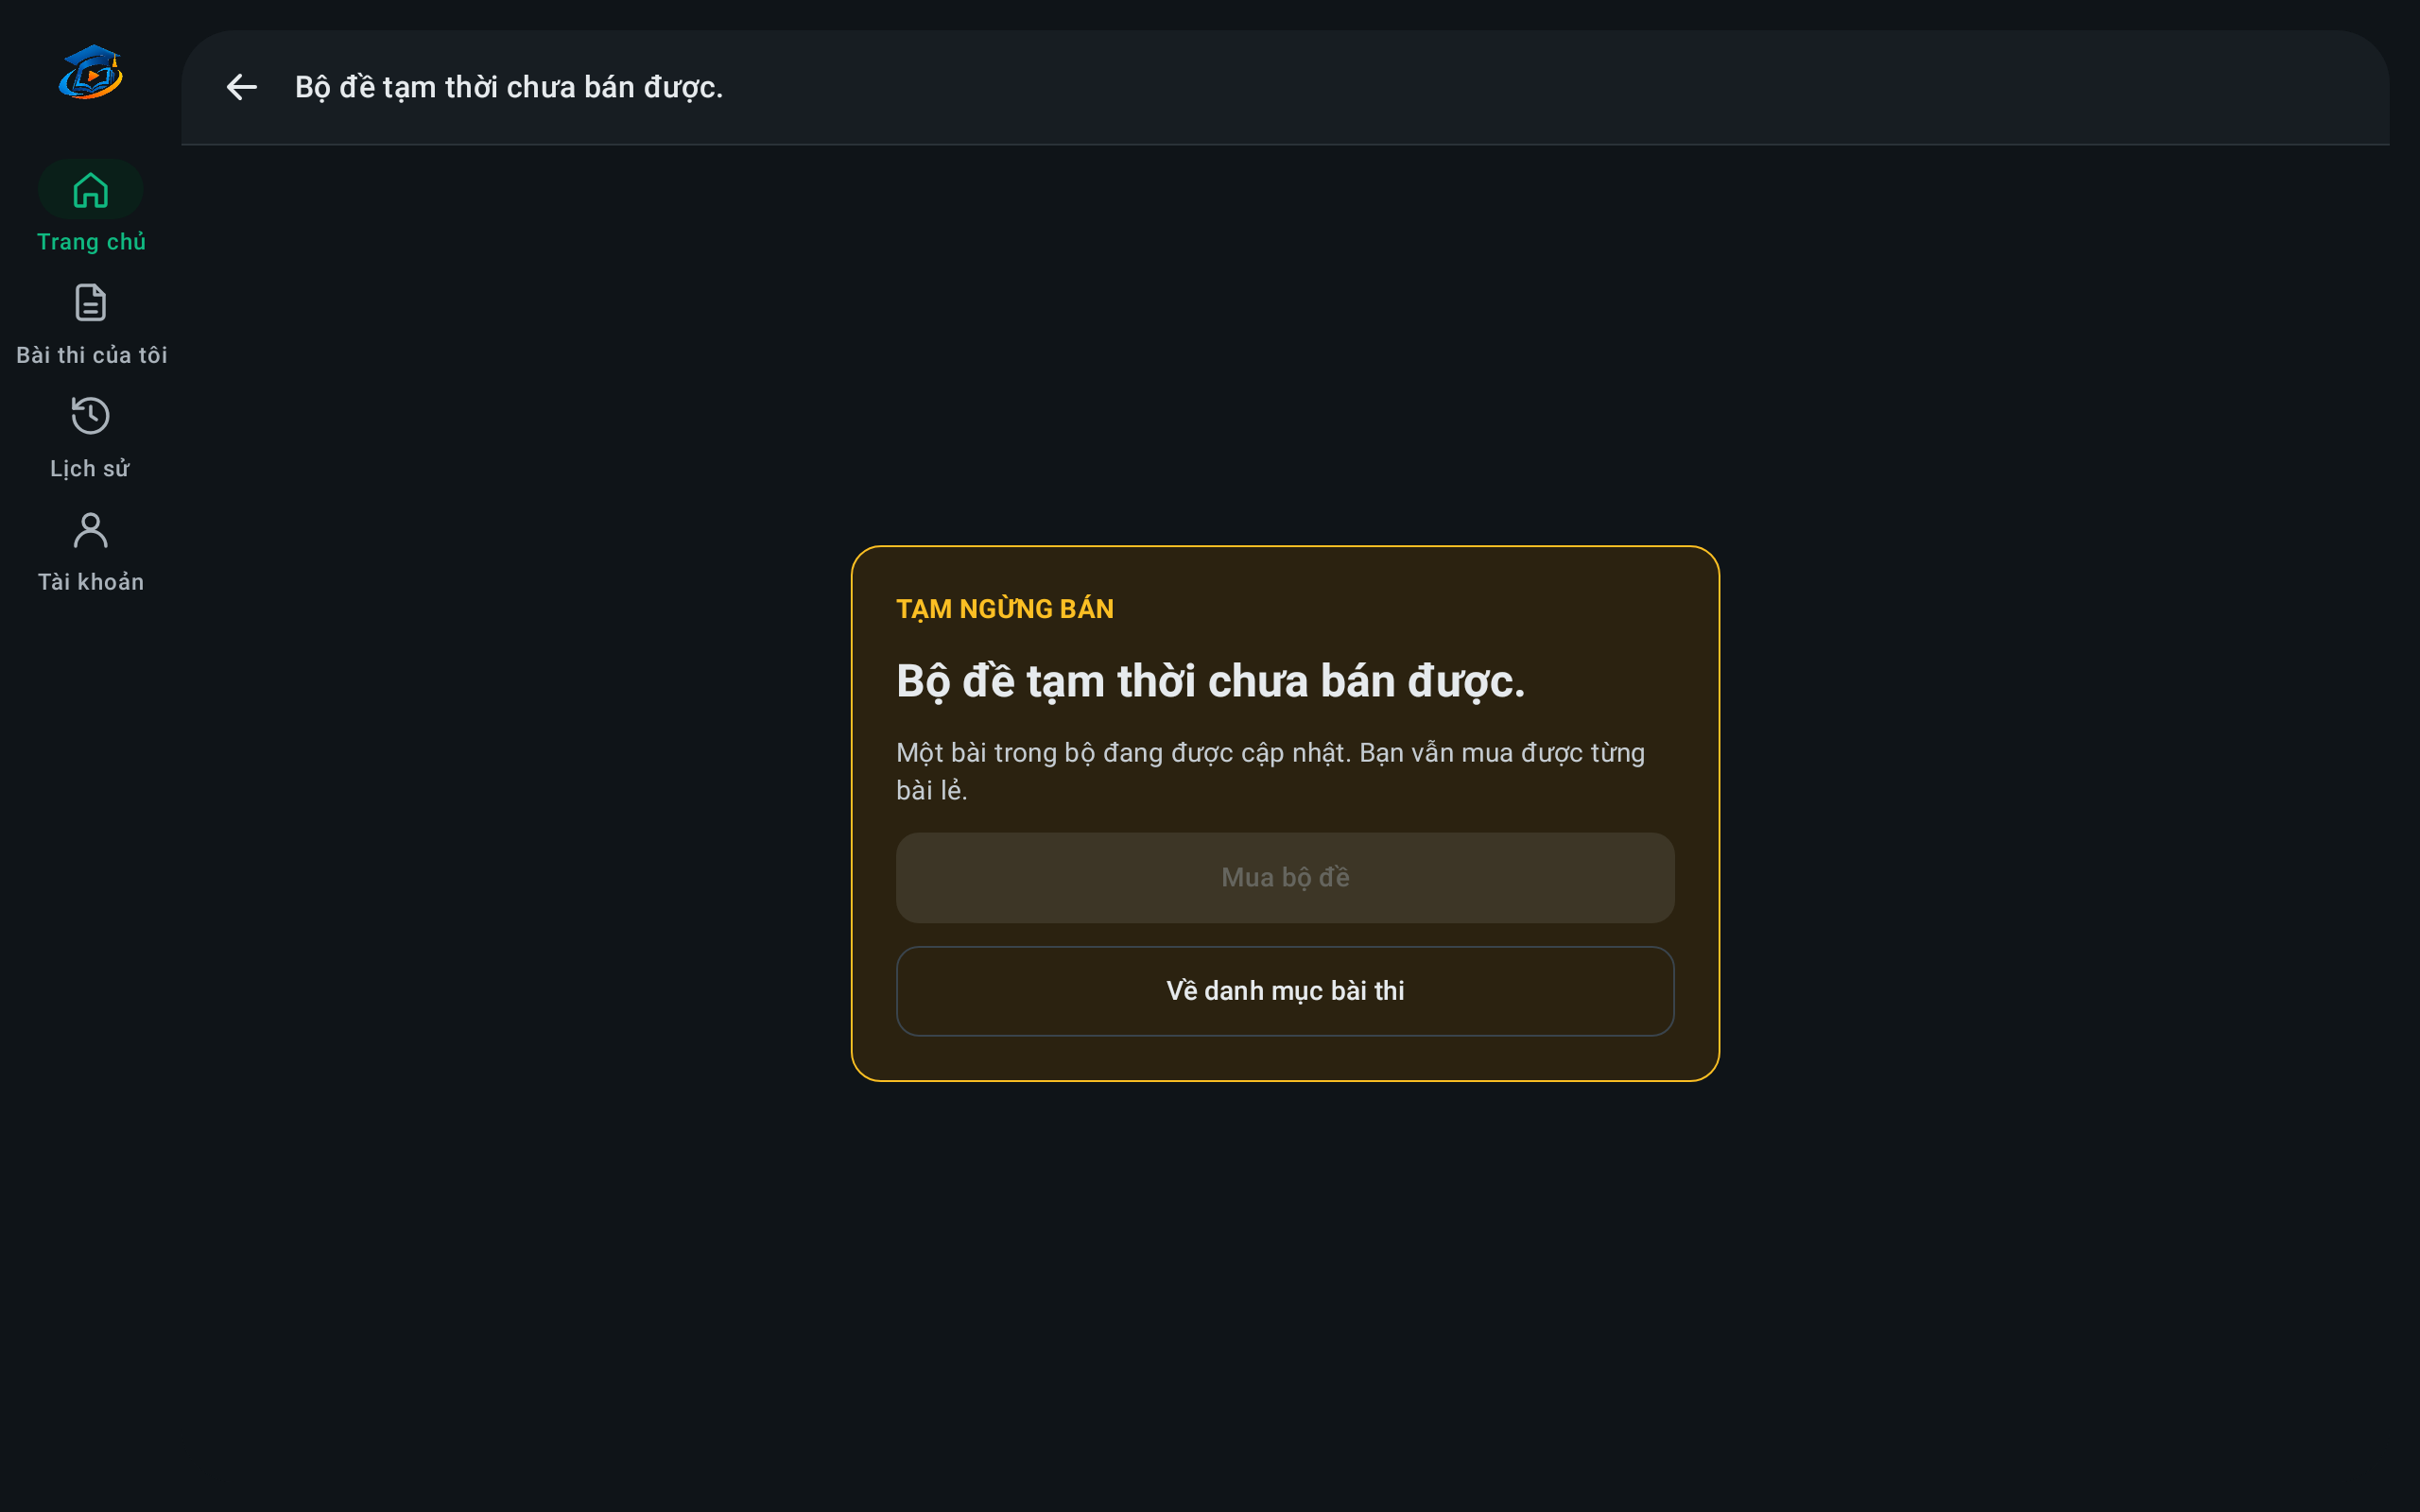 Bộ đề tạm thời chưa bán được.
Trang chủ
Bài thi của tôi
Lịch sử
Tài khoản
TẠM NGỪNG BÁN
Bộ đề tạm thời chưa bán được.
Một bài trong bộ đang được cập nhật. Bạn vẫn mua được từng
bài lẻ.
Mua bộ đề
Về danh mục bài thi